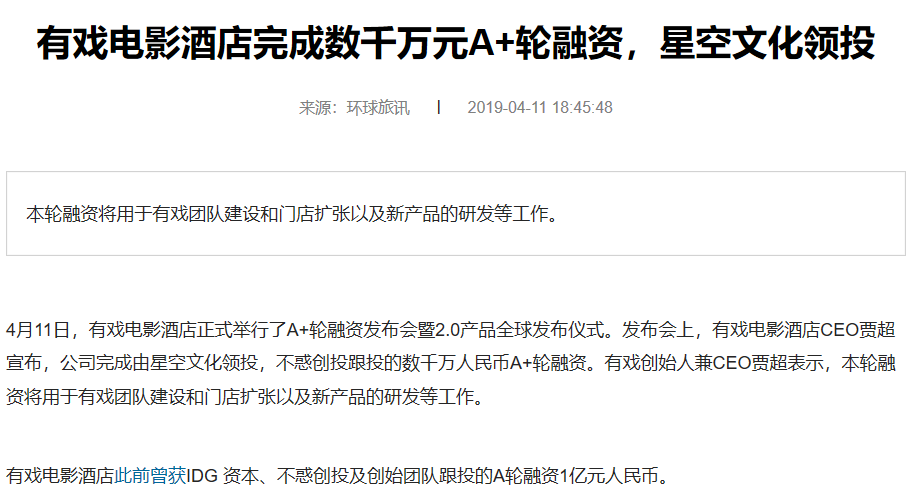 有戏电影酒店完成数千万元A+轮融资，星空文化领投
来源：环球旅讯 | 2019-04-11 18:45:48
本轮融资将用于有戏团队建设和门店扩张以及新产品的研发等工作。
4月11日，有戏电影酒店正式举行了A+轮融资发布会暨2.0产品全球发布仪式。发布会上，有戏电影酒店CEO贾超
宣布，公司完成由星空文化领投，不惑创投跟投的数千万人民币A+轮融资。有戏创始人兼CEO贾超表示，本轮融
资将用于有戏团队建设和门店扩张以及新产品的研发等工作。
有戏电影酒店此前曾获IDG 资本、不惑创投及创始团队跟投的A轮融资1亿元人民币。